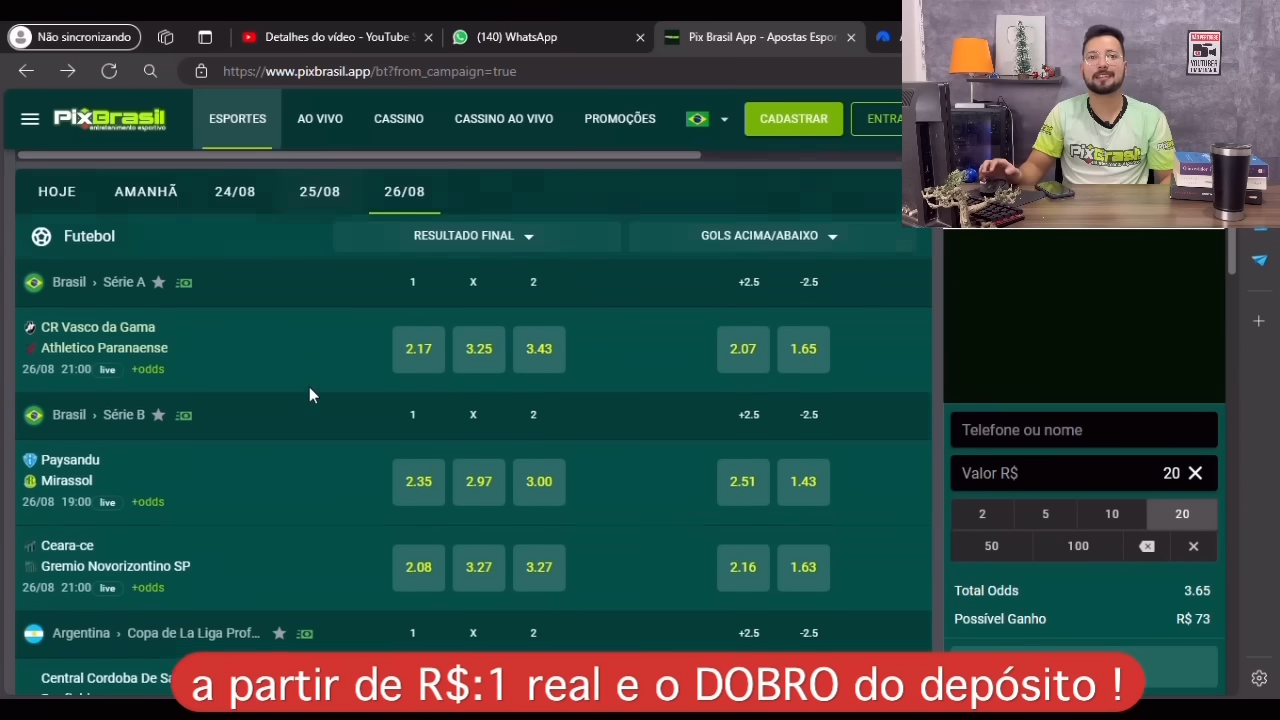 Não sincronizando
Detalhes do vídeo - YouTube S
(140) WhatsApp
Pix Brasil App - Apostas Espor
https://www.pixbrasil.app/bt?from_campaign=true
PiXBRASIL
entretenimento esportivo
ESPORTES
AO VIVO
CASSINO
CASSINO AO VIVO
PROMOÇÕES
CADASTRAR
ENTRA
NÃO PERTURBE
PiXBRASIL
HOJE
AMANHÃ
24/08
25/08
26/08
Futebol
RESULTADO FINAL
GOLS ACIMA/ABAIXO
Brasil › Série A
1 X 2 +2.5 -2.5
CR Vasco da Gama
Athletico Paranaense
26/08 21:00 live +odds
2.17 3.25 3.43 2.07 1.65
Brasil › Série B
1 X 2 +2.5 -2.5
Paysandu
Mirassol
26/08 19:00 live +odds
2.35 2.97 3.00 2.51 1.43
Ceara-ce
Gremio Novorizontino SP
26/08 21:00 live +odds
2.08 3.27 3.27 2.16 1.63
Argentina › Copa de La Liga Prof...
1 X 2 +2.5 -2.5
Central Cordoba De Sa
Telefone ou nome
Valor R$ 20
2 5 10 20
50 100
Total Odds 3.65
Possível Ganho R$ 73
a partir de R$:1 real e o DOBRO do depósito !